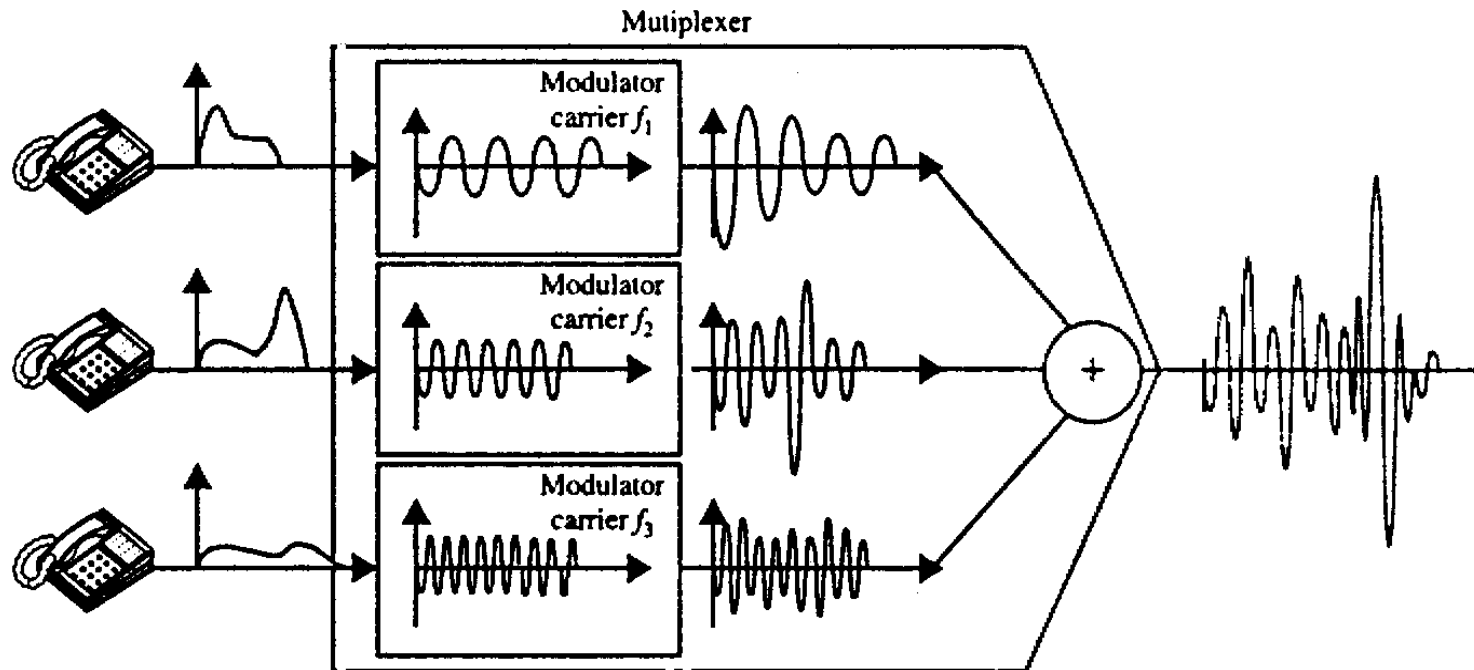 Mutiplexer
Modulator
carrier f₁
Modulator
carrier f₂
+
Modulator
carrier f₃